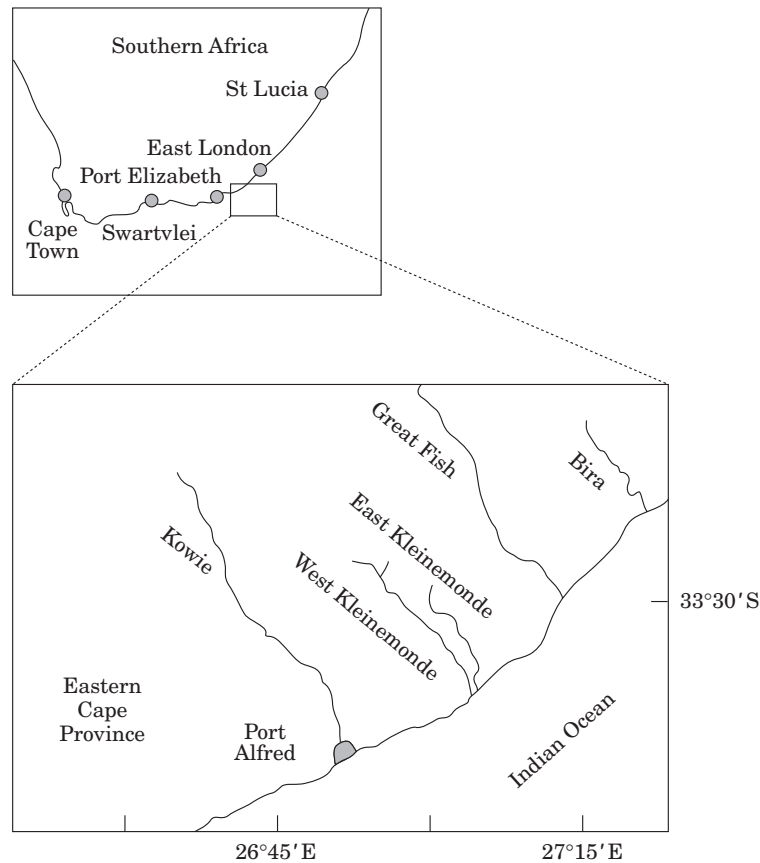 Southern Africa
St Lucia
East London
Port Elizabeth
Cape
Town
Swartvlei
Great Fish
Bira
East Kleinemonde
Kowie
West Kleinemonde
33°30′S
Eastern
Cape
Province
Port
Alfred
Indian Ocean
26°45′E
27°15′E